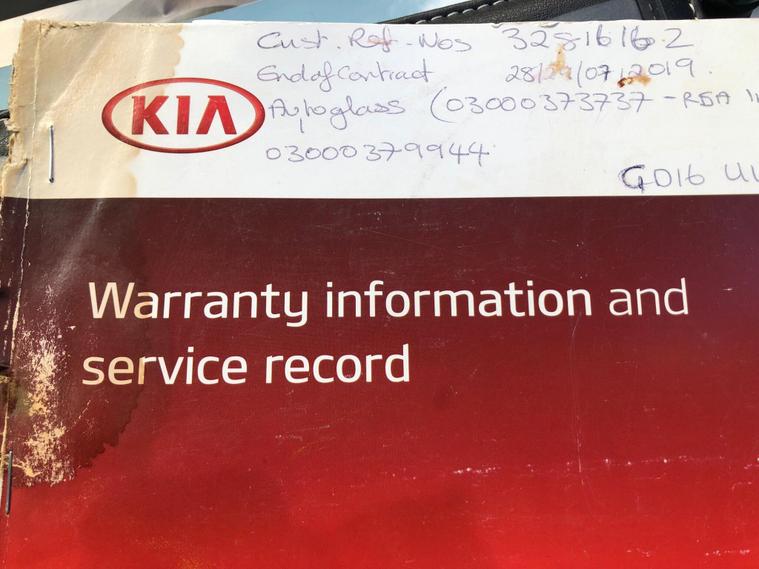 Cust. Ref. Nos 32816162
End of Contract 28/07/2019.
KIA
Autoglass (03000373737 - RSA
03000379944
GD16
Warranty information and
service record